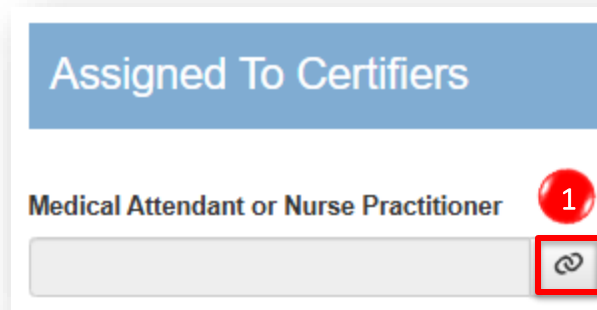 Assigned To Certifiers
Medical Attendant or Nurse Practitioner
1